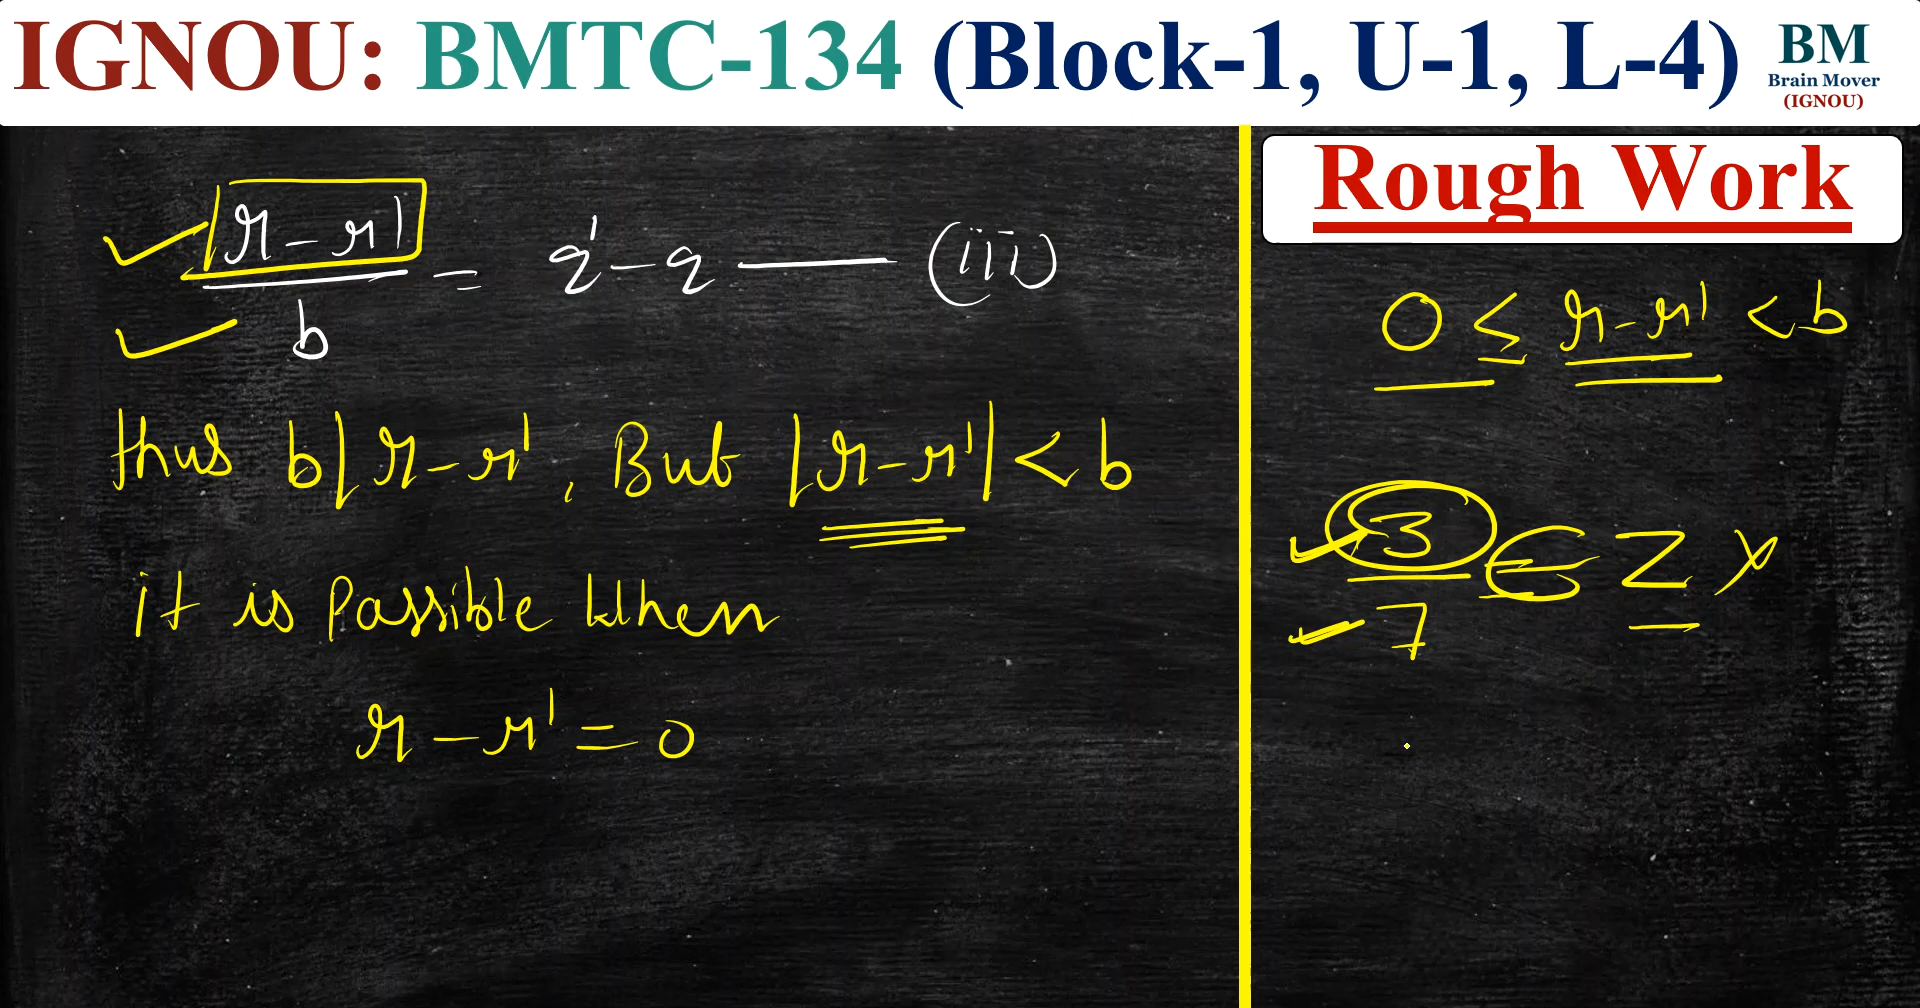 IGNOU: BMTC-134 (Block-1, U-1, L-4)
BM
Brain Mover
(IGNOU)
Rough Work
|r - r'|
b
= q' - q —— (iii)
0 ≤ r - r' < b
thus b | r - r', But |r - r'| < b
3
7
∈ Z ×
it is Passible When
r - r' = 0